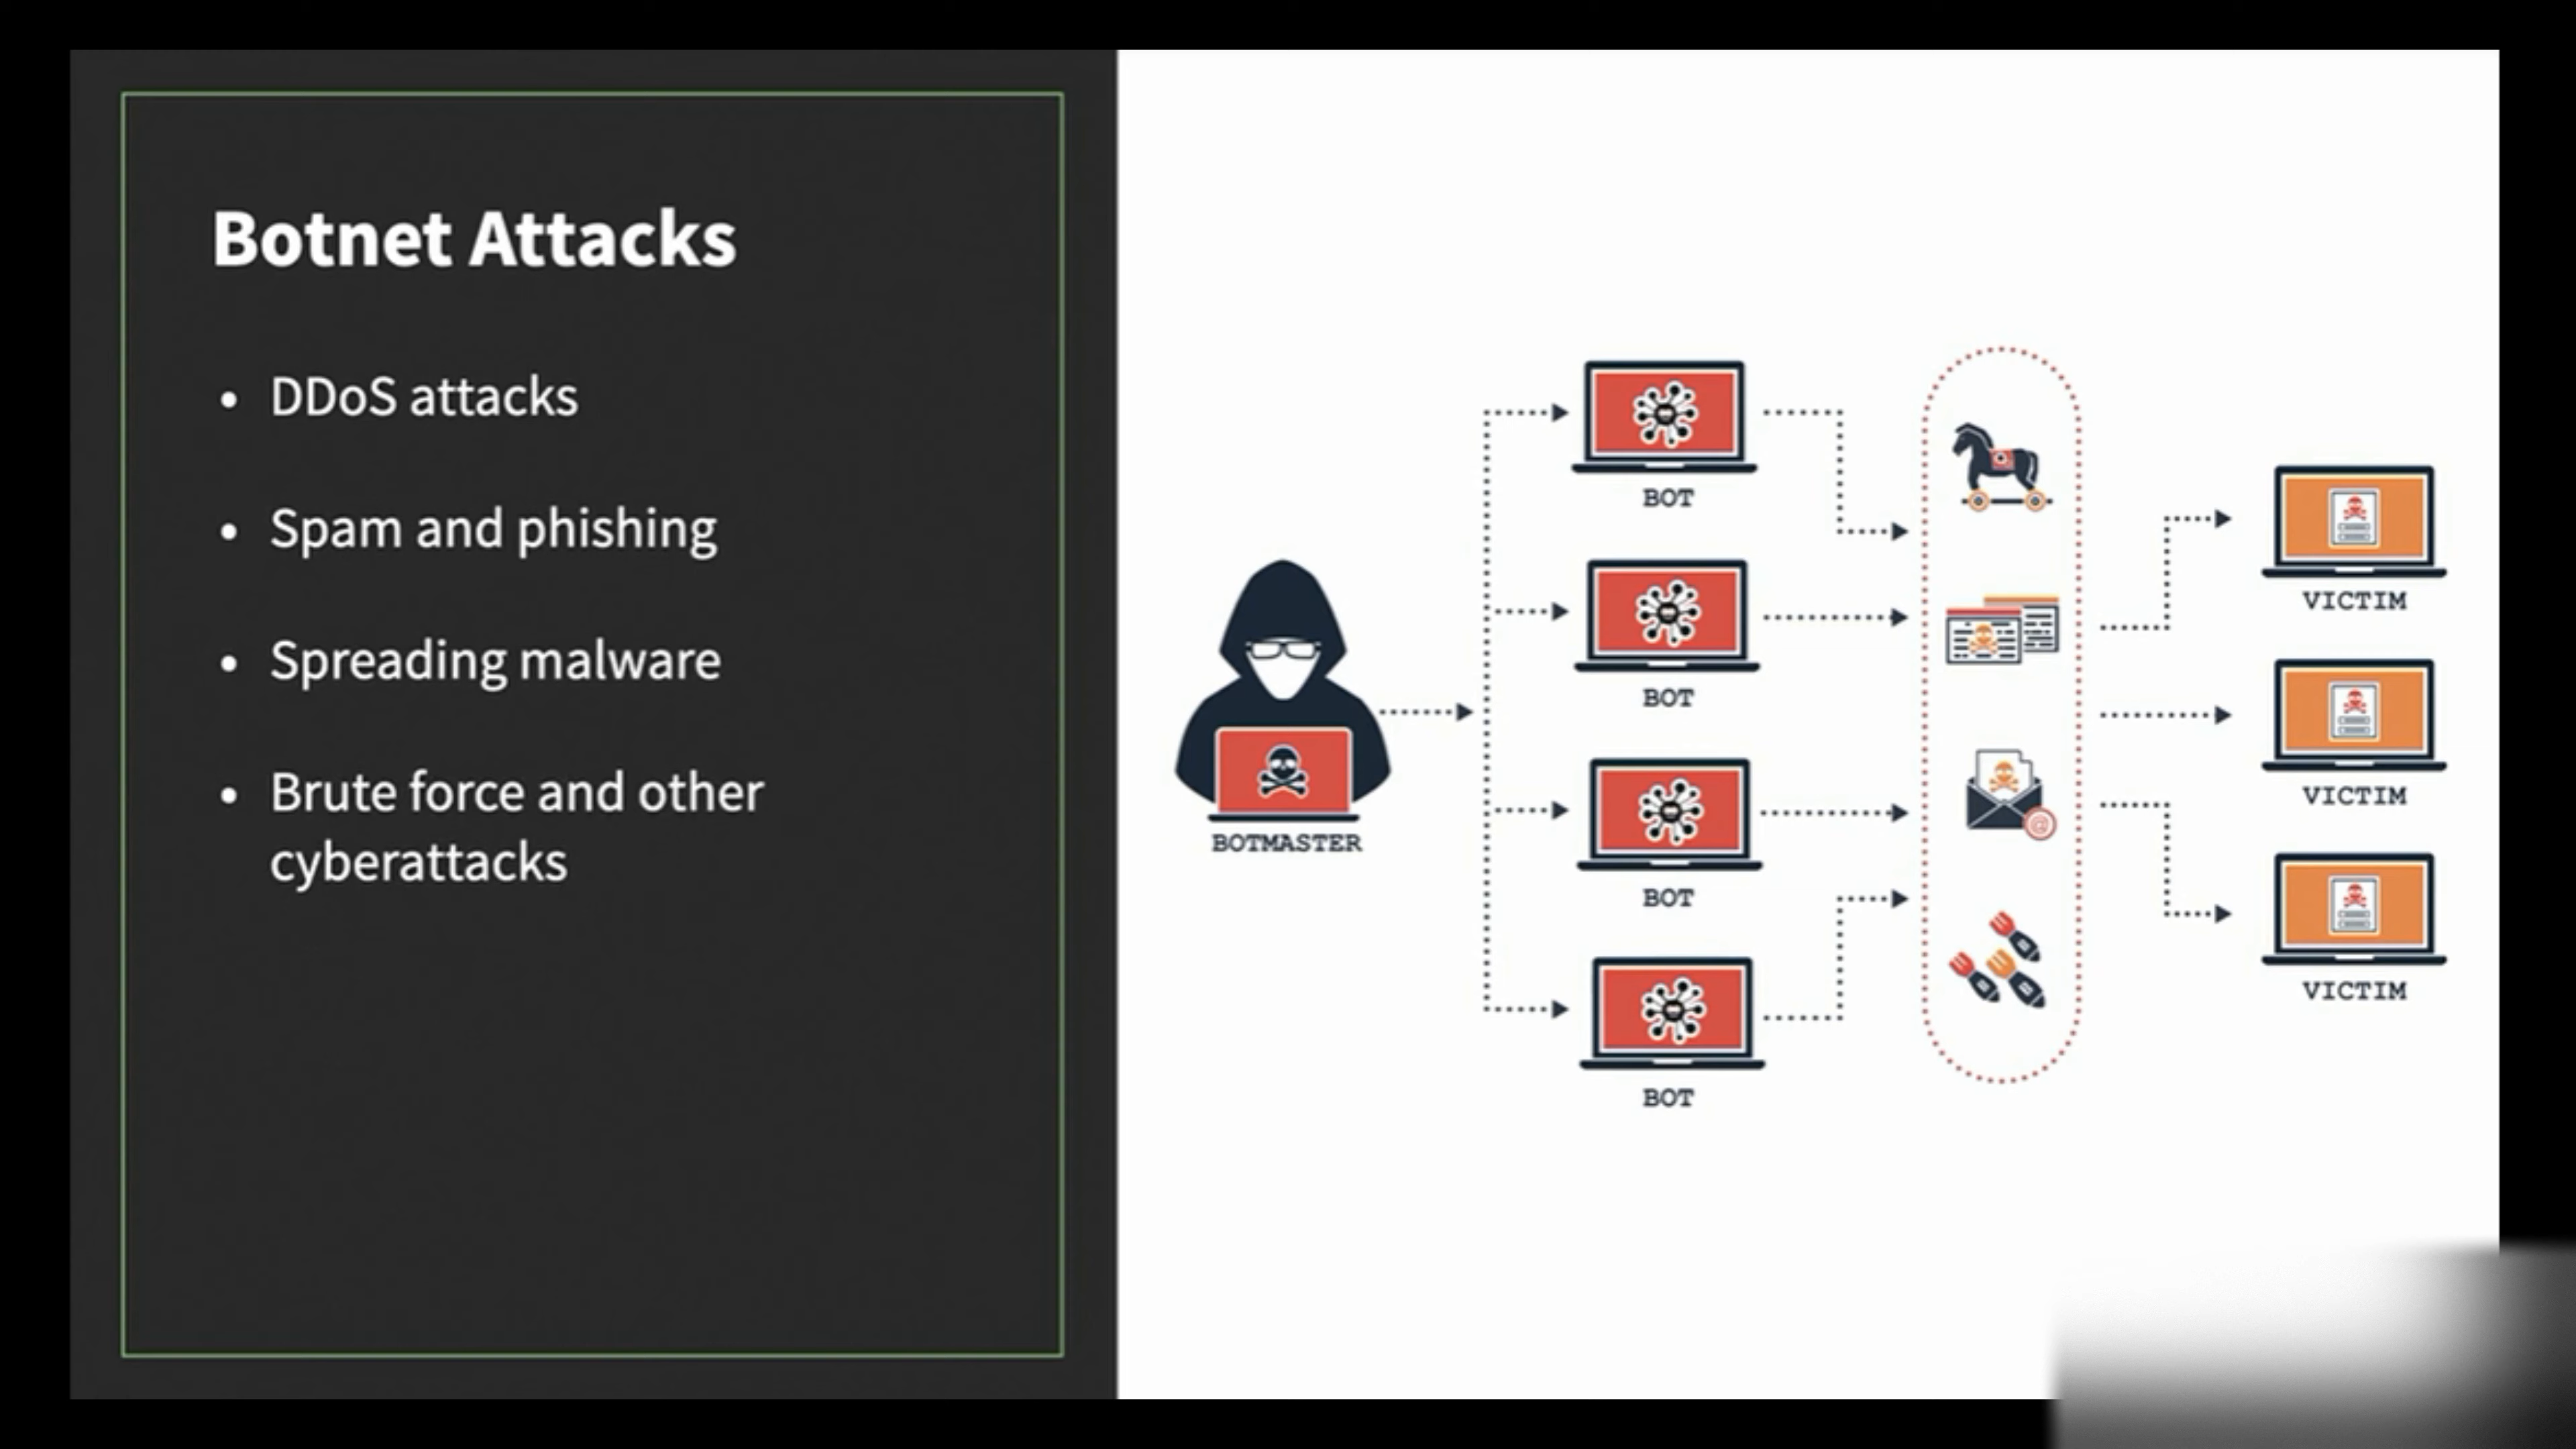 Botnet Attacks
• DDoS attacks
• Spam and phishing
• Spreading malware
• Brute force and other
cyberattacks
BOTMASTER
BOT
BOT
BOT
BOT
VICTIM
VICTIM
VICTIM